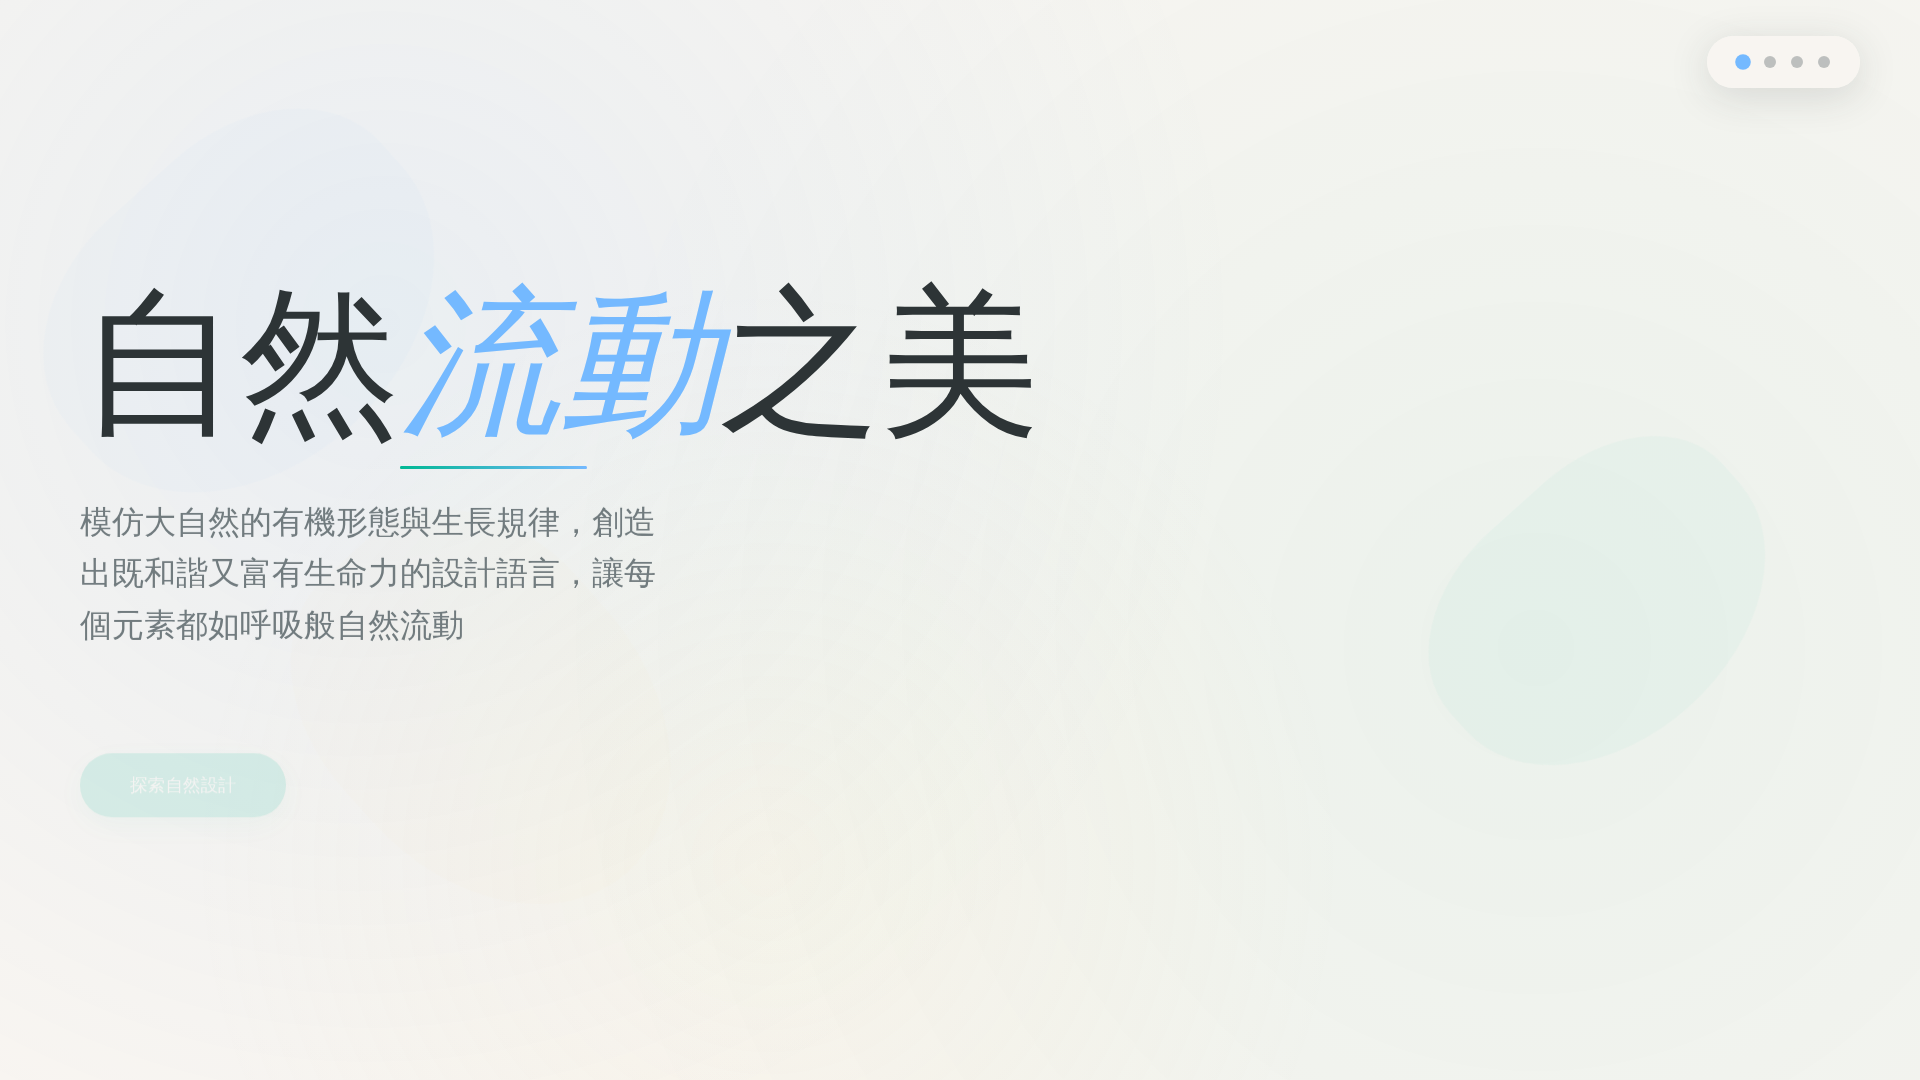 自然流動之美
模仿大自然的有機形態與生長規律，創造
出既和諧又富有生命力的設計語言，讓每
個元素都如呼吸般自然流動
探索自然設計